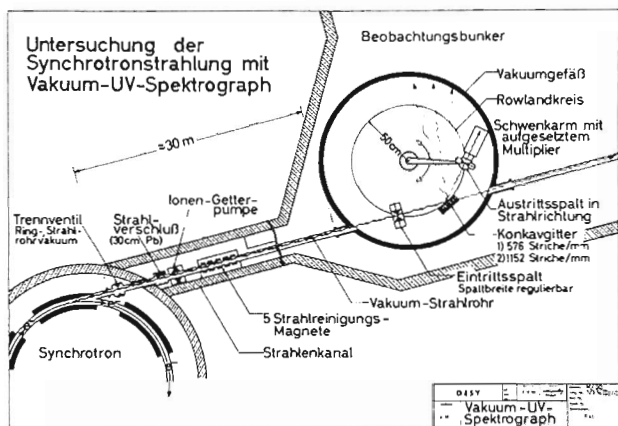 Untersuchung der
Synchrotronstrahlung mit
Vakuum-UV-Spektrograph
Beobachtungsbunker
Vakuumgefäß
Rowlandkreis
Schwenkarm mit
aufgesetztem
Multiplier
50cm
≈30 m
Ionen-Getter-
pumpe
Strahl-
verschluß
(30cm Pb)
Trennventil
Ring-Strahl-
rohrvakuum
Austrittsspalt in
Strahlrichtung
Konkavgitter
1) 576 Striche/mm
2) 1152 Striche/mm
Eintrittsspalt
Spaltbreite regulierbar
Vakuum-Strahlrohr
5 Strahlreinigungs-
Magnete
Strahlenkanal
Synchrotron
DESY
Vakuum-UV-
Spektrograph